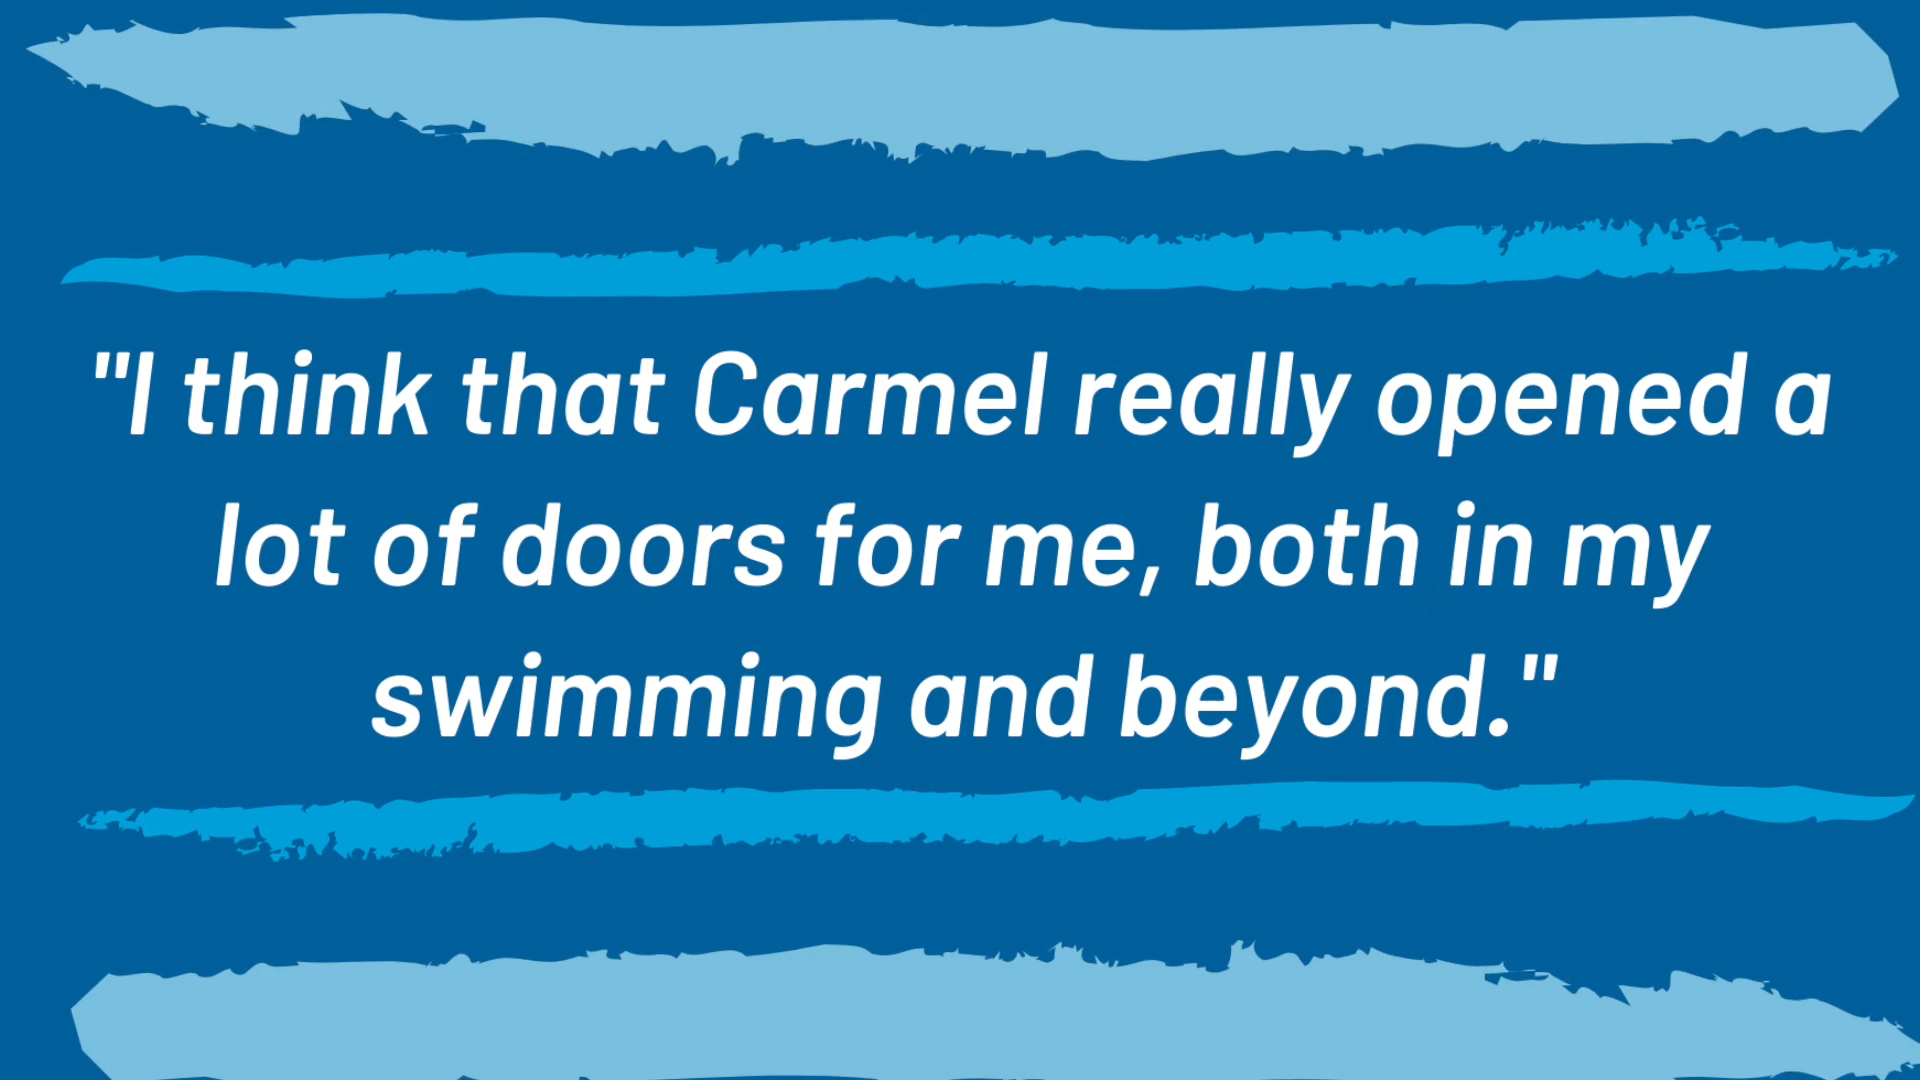 "I think that Carmel really opened a
lot of doors for me, both in my
swimming and beyond."